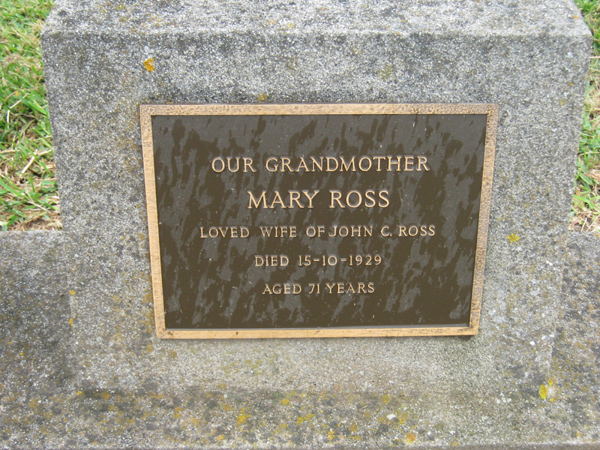 OUR GRANDMOTHER
MARY ROSS
LOVED WIFE OF JOHN C. ROSS
DIED 15-10-1929
AGED 71 YEARS